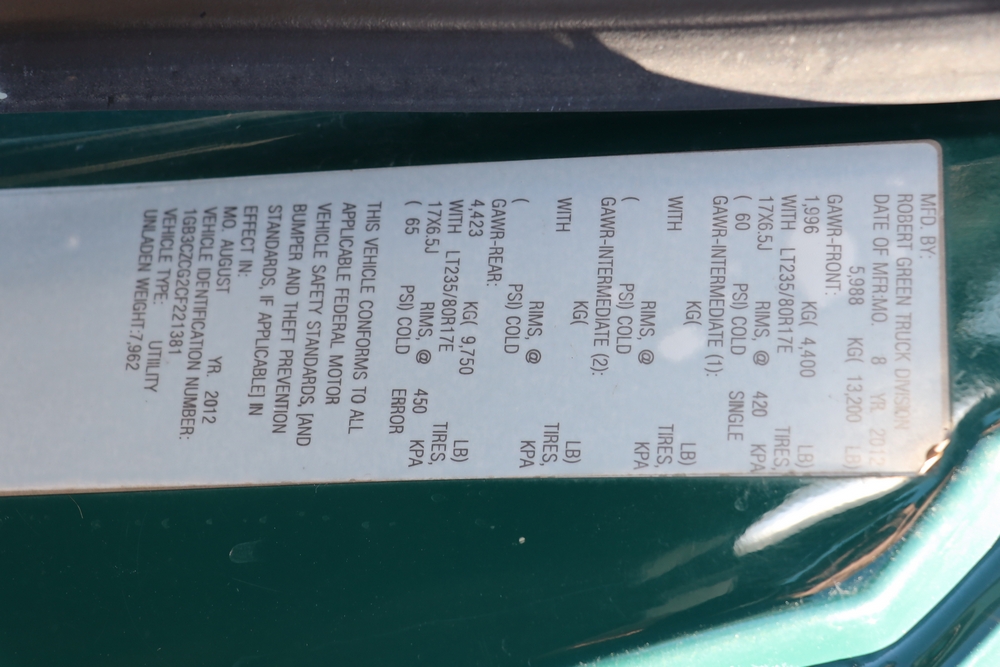 MFD. BY:
ROBERT GREEN TRUCK DIVISION
DATE OF MFR:MO. 8 YR. 2012
5,988 KG( 13,200 LB)
GAWR-FRONT:
1,996 KG( 4,400 LB)
WITH LT235/80R17E TIRES,
17X6.5J RIMS, @ 420 KPA
( 60 PSI) COLD SINGLE
GAWR-INTERMEDIATE (1):
KG( LB)
WITH TIRES,
RIMS, @ KPA
( PSI) COLD
GAWR-INTERMEDIATE (2):
KG( LB)
WITH TIRES,
RIMS, @ KPA
( PSI) COLD
GAWR-REAR:
4,423 KG( 9,750 LB)
WITH LT235/80R17E TIRES,
17X6.5J RIMS, @ 450 KPA
( 65 PSI) COLD ERROR
THIS VEHICLE CONFORMS TO ALL
APPLICABLE FEDERAL MOTOR
VEHICLE SAFETY STANDARDS, [AND
BUMPER AND THEFT PREVENTION
STANDARDS, IF APPLICABLE] IN
EFFECT IN:
MO. AUGUST YR. 2012
VEHICLE IDENTIFICATION NUMBER:
1GB3CZCG2CF221381
VEHICLE TYPE: UTILITY
UNLADEN WEIGHT:7,962